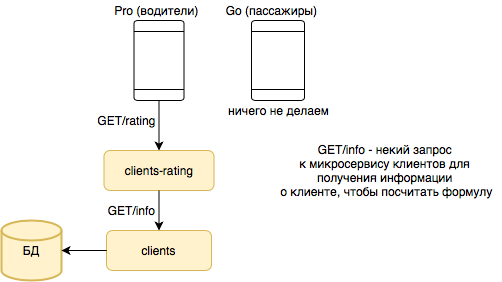 Pro (водители)
Go (пассажиры)
ничего не делаем
GET/rating
clients-rating
GET/info - некий запрос
к микросервису клиентов для
получения информации
о клиенте, чтобы посчитать формулу
GET/info
БД
clients